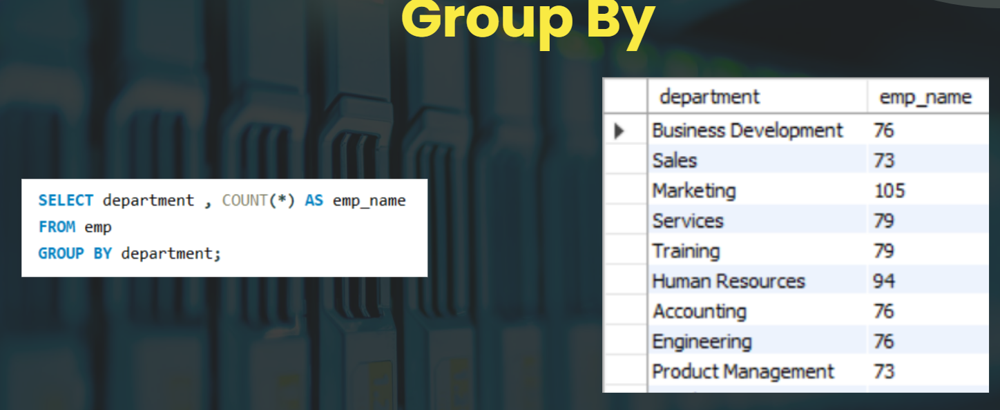 Group By
SELECT department , COUNT(*) AS emp_name
FROM emp
GROUP BY department;
department emp_name
Business Development 76
Sales 73
Marketing 105
Services 79
Training 79
Human Resources 94
Accounting 76
Engineering 76
Product Management 73